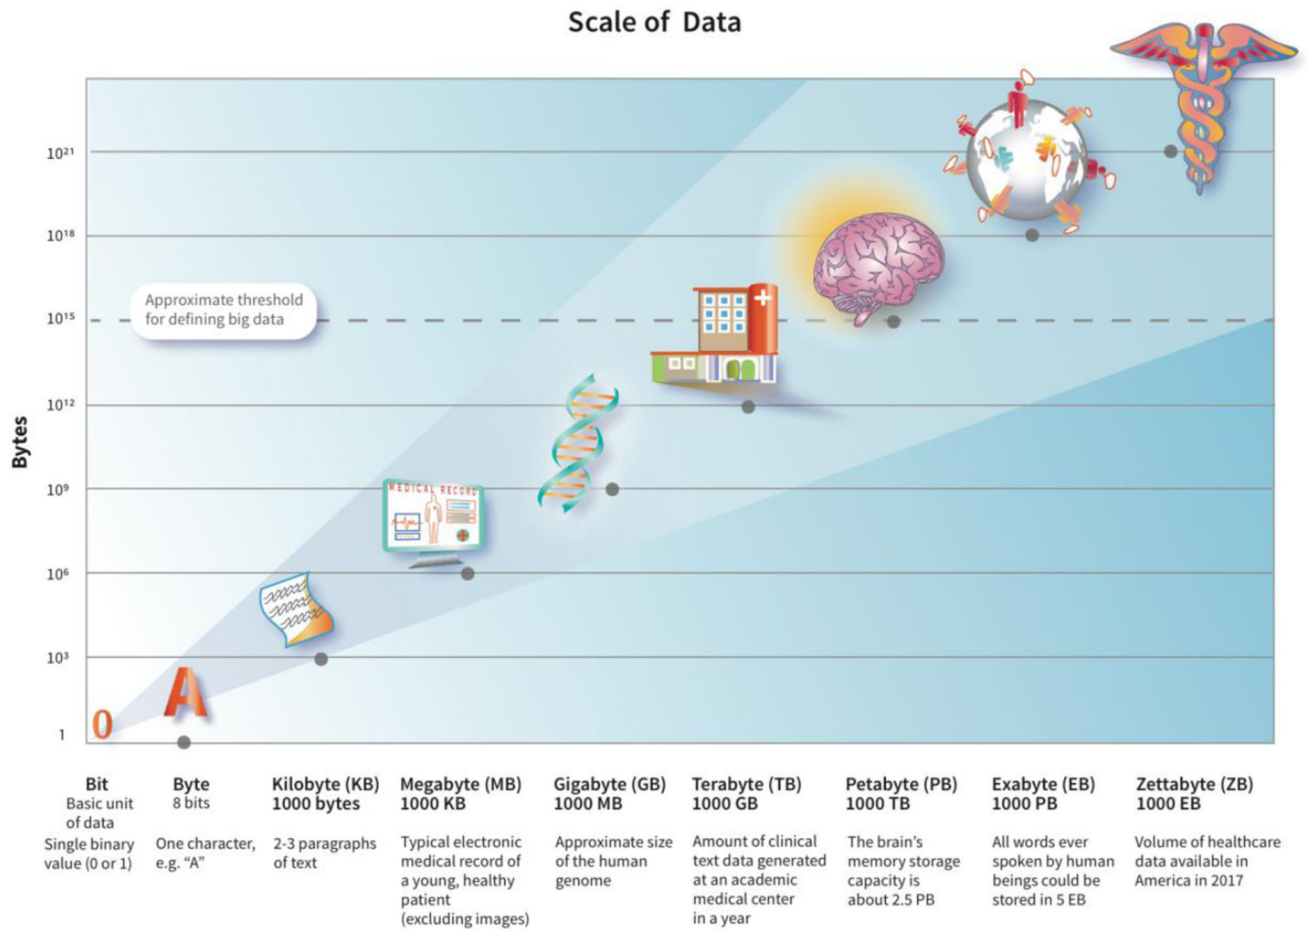 Scale of Data
10²¹
10¹⁸
Approximate threshold
for defining big data
10¹⁵
10¹²
Bytes
10⁹
MEDICAL RECORD
10⁶
10³
A
0
1
Bit
Basic unit
of data
Single binary
value (0 or 1)
Byte
8 bits
One character,
e.g. “A”
Kilobyte (KB)
1000 bytes
2-3 paragraphs
of text
Megabyte (MB)
1000 KB
Typical electronic
medical record of
a young, healthy
patient
(excluding images)
Gigabyte (GB)
1000 MB
Approximate size
of the human
genome
Terabyte (TB)
1000 GB
Amount of clinical
text data generated
at an academic
medical center
in a year
Petabyte (PB)
1000 TB
The brain’s
memory storage
capacity is
about 2.5 PB
Exabyte (EB)
1000 PB
All words ever
spoken by human
beings could be
stored in 5 EB
Zettabyte (ZB)
1000 EB
Volume of healthcare
data available in
America in 2017